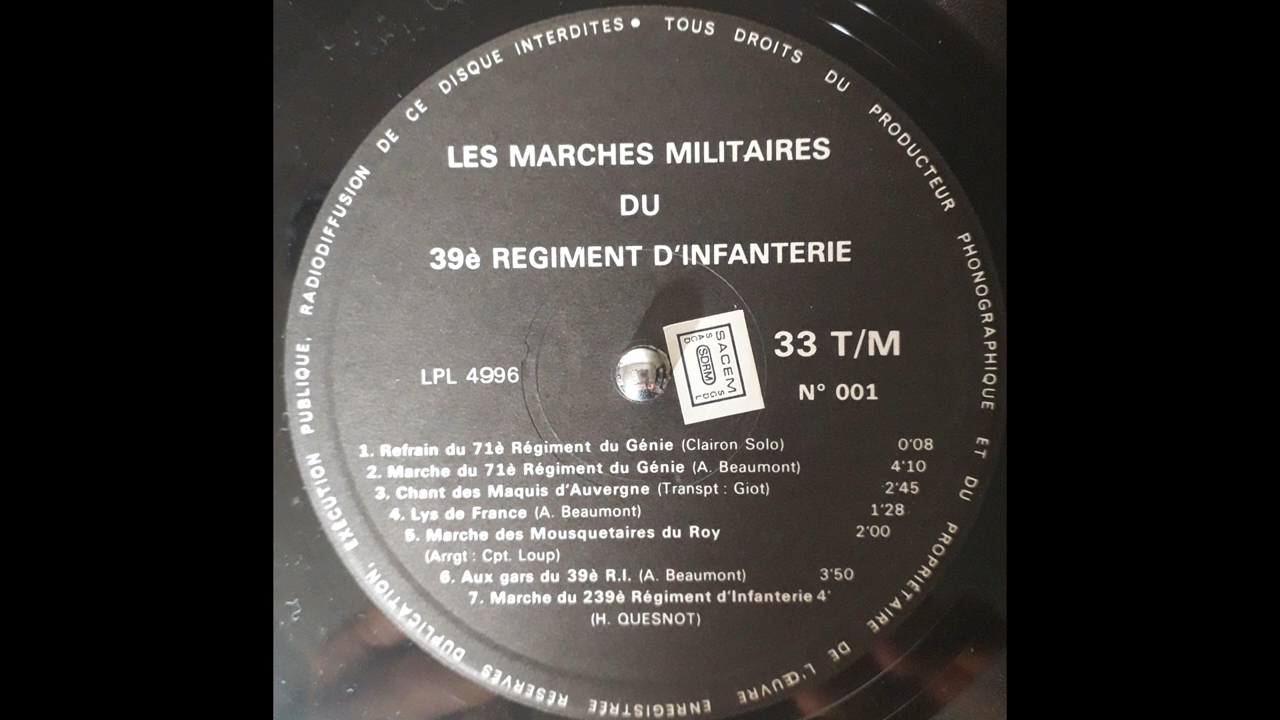 TOUS DROITS DU PRODUCTEUR PHONOGRAPHIQUE ET DU PROPRIÉTAIRE DE L'ŒUVRE ENREGISTRÉE RÉSERVÉS DUPLICATION, EXÉCUTION PUBLIQUE, RADIODIFFUSION DE CE DISQUE INTERDITES •
LES MARCHES MILITAIRES
DU
39è REGIMENT D'INFANTERIE
33 T/M
LPL 4996
N° 001
SACEM
SACD
SDRM
SGDL
1. Refrain du 71è Régiment du Génie (Clairon Solo) 0'08
2. Marche du 71è Régiment du Génie (A. Beaumont) 4'10
3. Chant des Maquis d'Auvergne (Transpt : Giot) 2'45
4. Lys de France (A. Beaumont) 1'28
5. Marche des Mousquetaires du Roy 2'00
(Arrgt : Cpt. Loup)
6. Aux gars du 39è R.I. (A. Beaumont) 3'50
7. Marche du 239è Régiment d'Infanterie 4'
(H. QUESNOT)